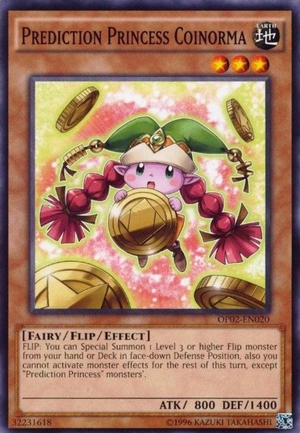 PREDICTION PRINCESS COINORMA
EARTH
地
OP02-EN020
[FAIRY/FLIP/EFFECT]
FLIP: You can Special Summon 1 Level 3 or higher Flip
monster from your hand or Deck in face-down Defense Position, also you
cannot activate monster effects for the rest of this turn, except
"Prediction Princess" monsters'.
ATK/ 800 DEF/1400
32231618
©1996 KAZUKI TAKAHASHI